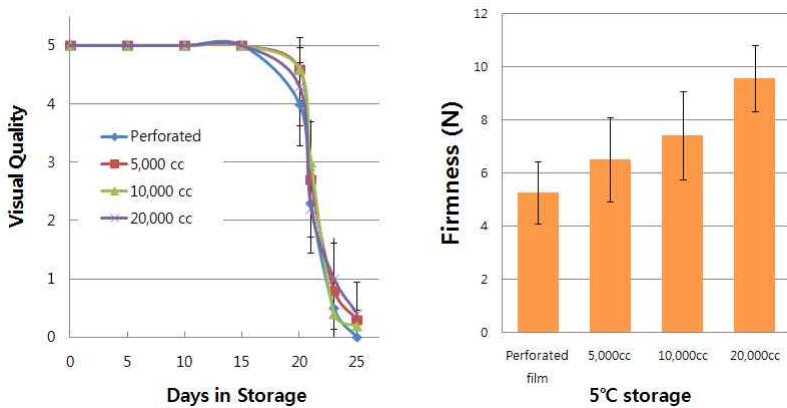 Visual Quality
5
4
3
2
1
0
Perforated
5,000 cc
10,000 cc
20,000 cc
0 5 10 15 20 25
Days in Storage
Firmness (N)
12
10
8
6
4
2
0
Perforated film
5,000cc
10,000cc
20,000cc
5℃ storage